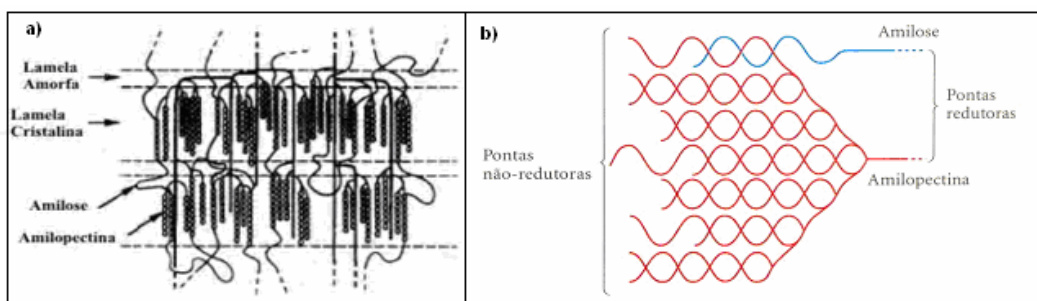 a)
Lamela
Amorfa
Lamela
Cristalina
Amilose
Amilopectina
b)
Amilose
Pontas
redutoras
Pontas
não-redutoras
Amilopectina